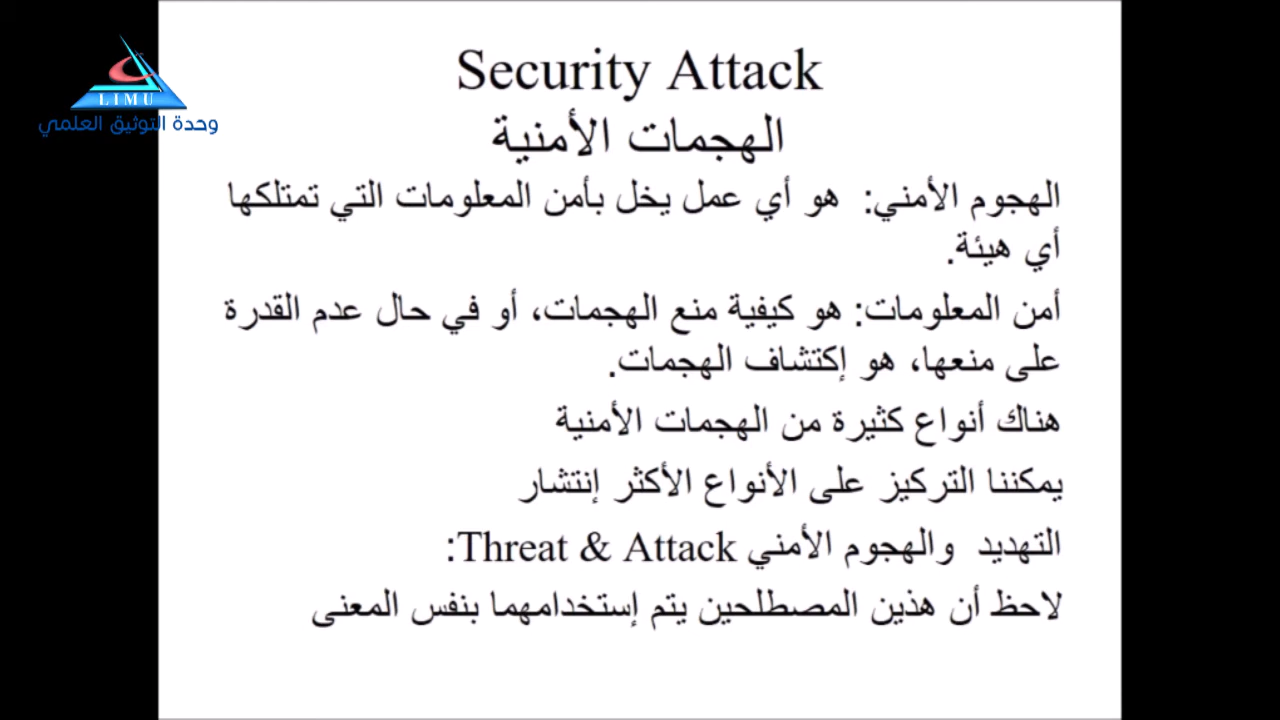 LIMU
وحدة التوثيق العلمي
Security Attack
الهجمات الأمنية
الهجوم الأمني: هو أي عمل يخل بأمن المعلومات التي تمتلكها
أي هيئة.
أمن المعلومات: هو كيفية منع الهجمات، أو في حال عدم القدرة
على منعها، هو إكتشاف الهجمات.
هناك أنواع كثيرة من الهجمات الأمنية
يمكننا التركيز على الأنواع الأكثر إنتشار
التهديد والهجوم الأمني Threat & Attack:
لاحظ أن هذين المصطلحين يتم إستخدامهما بنفس المعنى